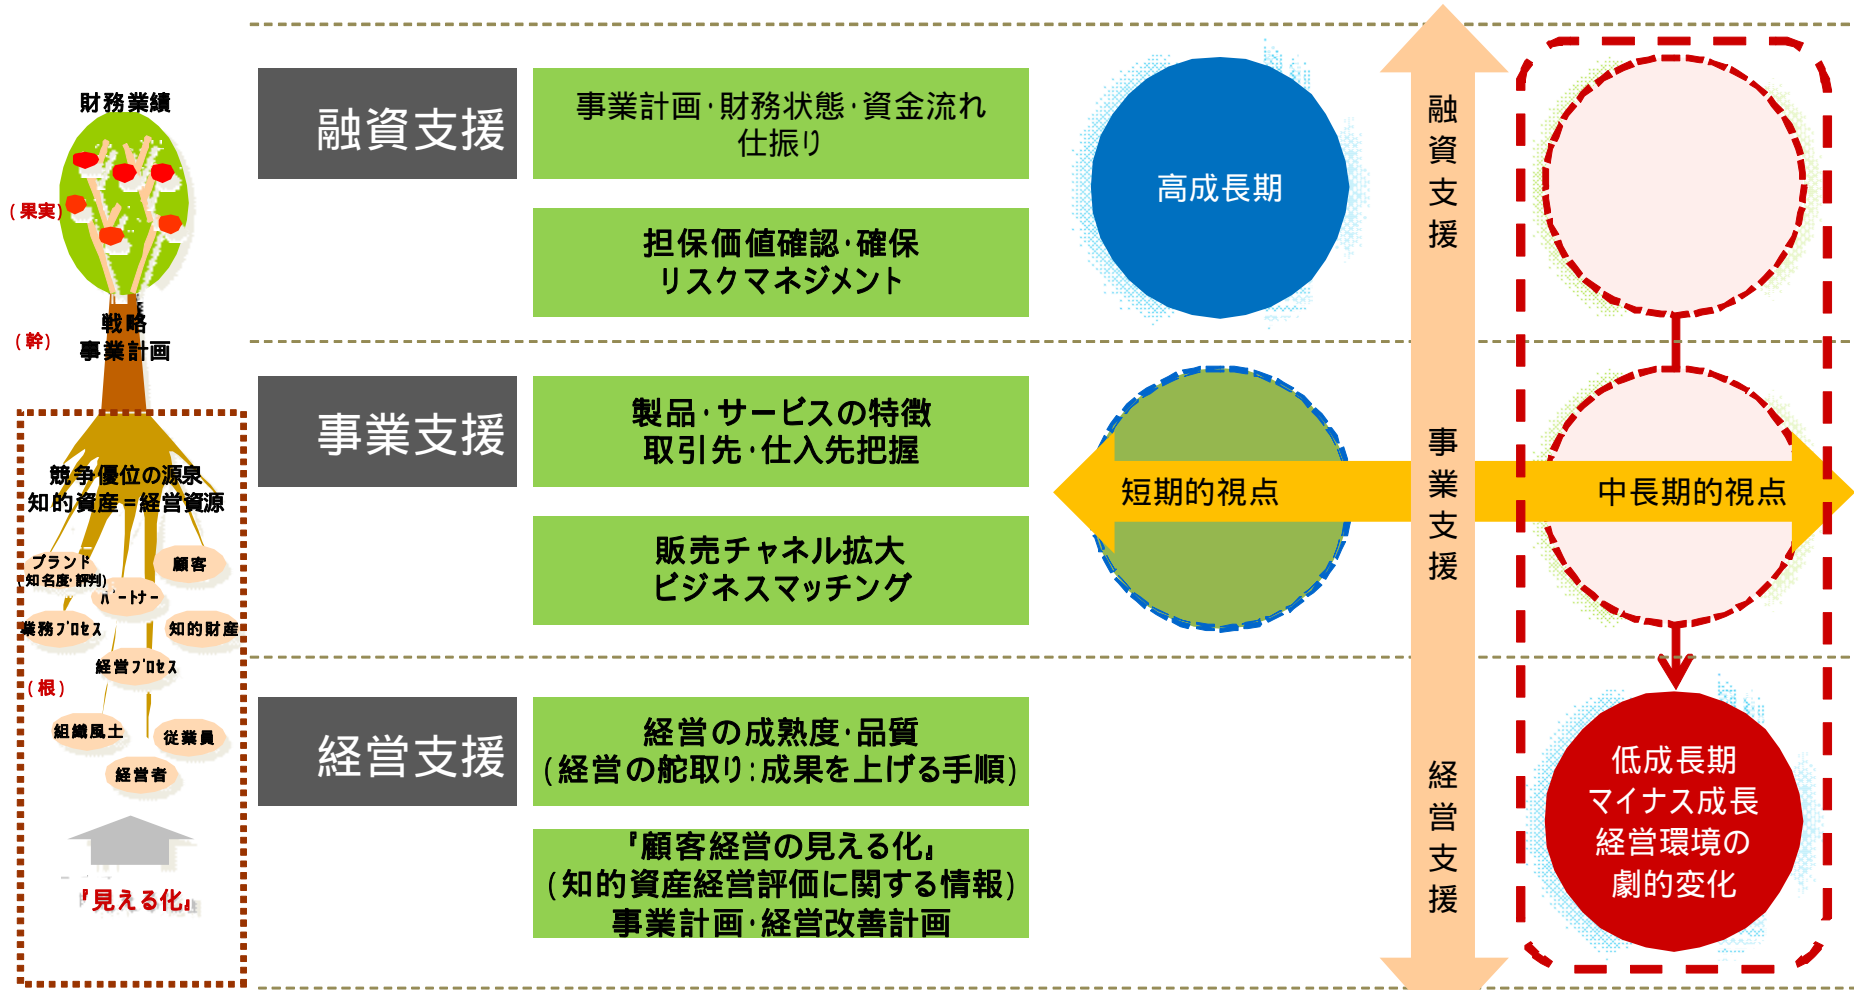 財務業績
(果実)
戦略
(幹)
事業計画
競争優位の源泉
知的資産=経営資源
ブランド
(知名度・評判)
顧客
パートナー
業務プロセス
知的財産
経営プロセス
(根)
組織風土
従業員
経営者
『見える化』
融資支援
事業計画・財務状態・資金流れ
仕振り
担保価値確認・確保
リスクマネジメント
事業支援
製品・サービスの特徴
取引先・仕入先把握
販売チャネル拡大
ビジネスマッチング
経営支援
経営の成熟度・品質
(経営の舵取り:成果を上げる手順)
『顧客経営の見える化』
(知的資産経営評価に関する情報)
事業計画・経営改善計画
高成長期
短期的視点
融資支援
事業支援
経営支援
中長期的視点
低成長期
マイナス成長
経営環境の
劇的変化